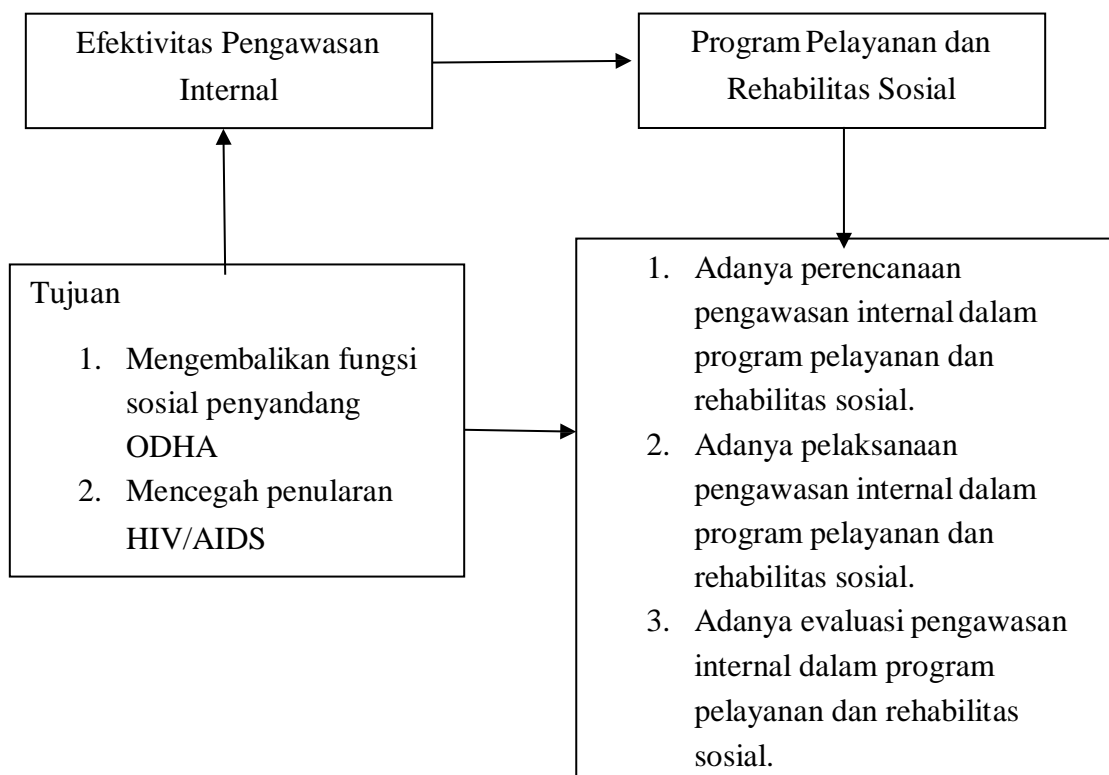 Efektivitas Pengawasan
Internal
Program Pelayanan dan
Rehabilitas Sosial
Tujuan
1. Mengembalikan fungsi
sosial penyandang
ODHA
2. Mencegah penularan
HIV/AIDS
1. Adanya perencanaan
pengawasan internal dalam
program pelayanan dan
rehabilitas sosial.
2. Adanya pelaksanaan
pengawasan internal dalam
program pelayanan dan
rehabilitas sosial.
3. Adanya evaluasi pengawasan
internal dalam program
pelayanan dan rehabilitas
sosial.